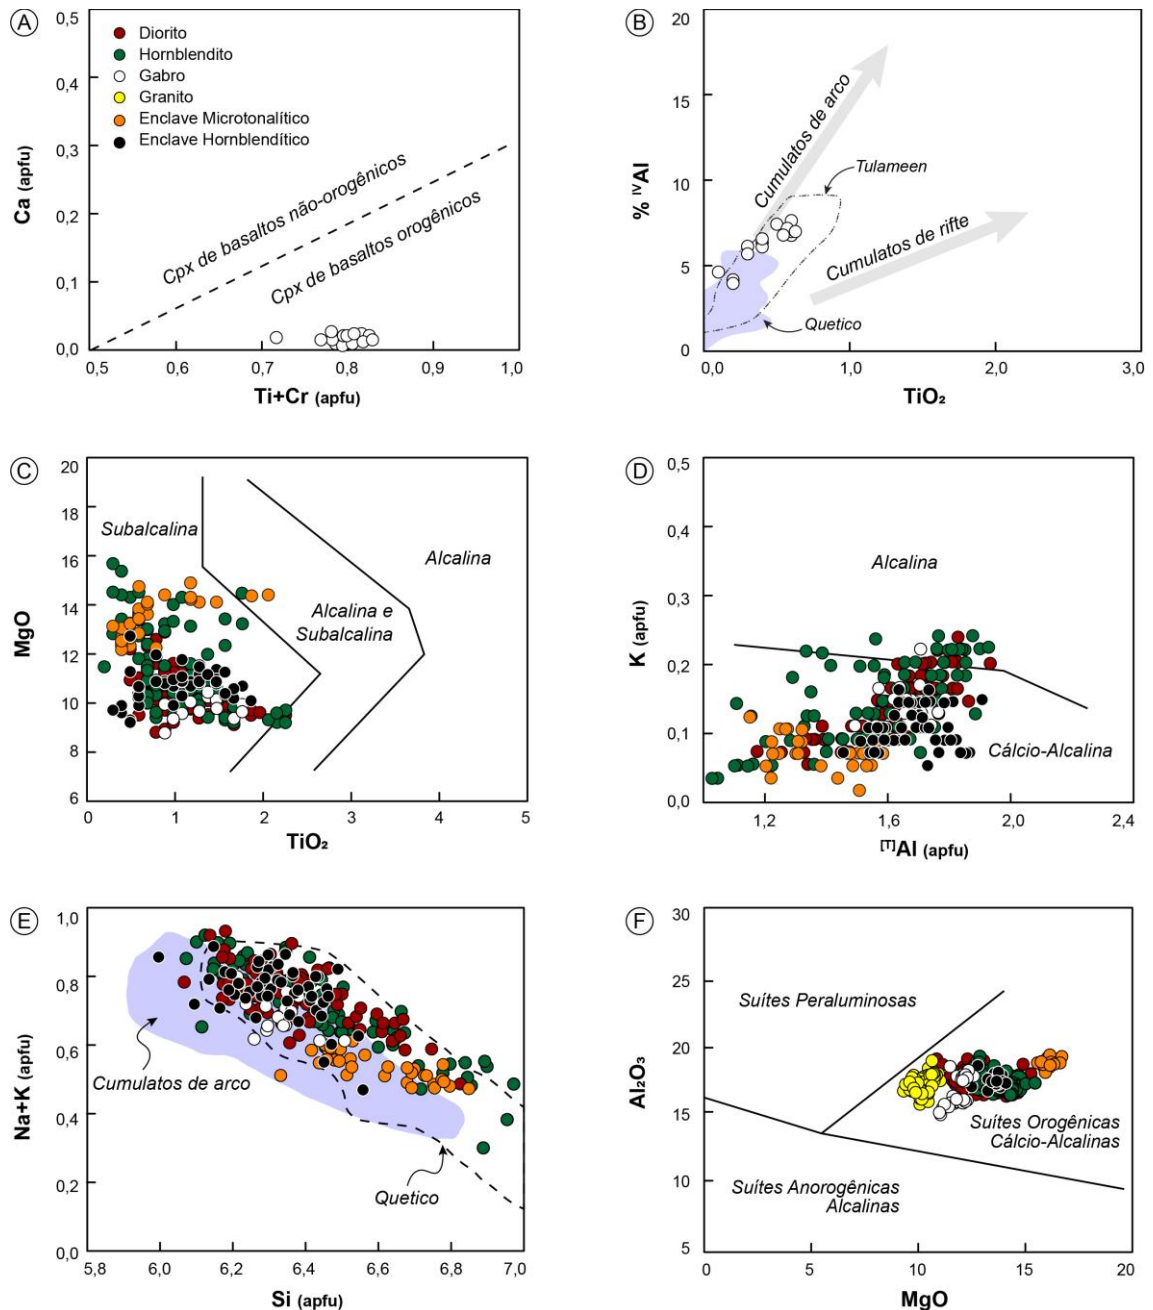 A
Ca (apfu)
0,5
0,4
0,3
0,2
0,1
0,0
Diorito
Hornblendito
Gabro
Granito
Enclave Microtonalítico
Enclave Hornblendítico
Cpx de basaltos não-orogênicos
Cpx de basaltos orogênicos
0,5 0,6 0,7 0,8 0,9 1,0
Ti+Cr (apfu)
B
% IVAl
20
15
10
5
0
Cumulatos de arco
Tulameen
Cumulatos de rifte
Quetico
0,0 1,0 2,0 3,0
TiO₂
C
MgO
20
18
16
14
12
10
8
6
Subalcalina
Alcalina
Alcalina e
Subalcalina
0 1 2 3 4 5
TiO₂
D
K (apfu)
0,5
0,4
0,3
0,2
0,1
0,0
Alcalina
Cálcio-Alcalina
1,2 1,6 2,0 2,4
[T]Al (apfu)
E
Na+K (apfu)
1,0
0,8
0,6
0,4
0,2
0,0
Cumulatos de arco
Quetico
5,8 6,0 6,2 6,4 6,6 6,8 7,0
Si (apfu)
F
Al₂O₃
30
25
20
15
10
5
Suítes Peraluminosas
Suítes Orogênicas
Cálcio-Alcalinas
Suítes Anorogênicas
Alcalinas
0 5 10 15 20
MgO